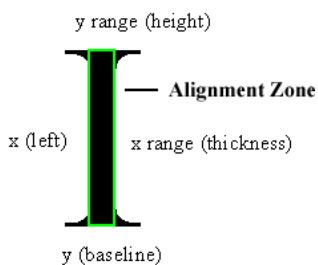 y range (height)
Alignment Zone
x (left)
x range (thickness)
y (baseline)